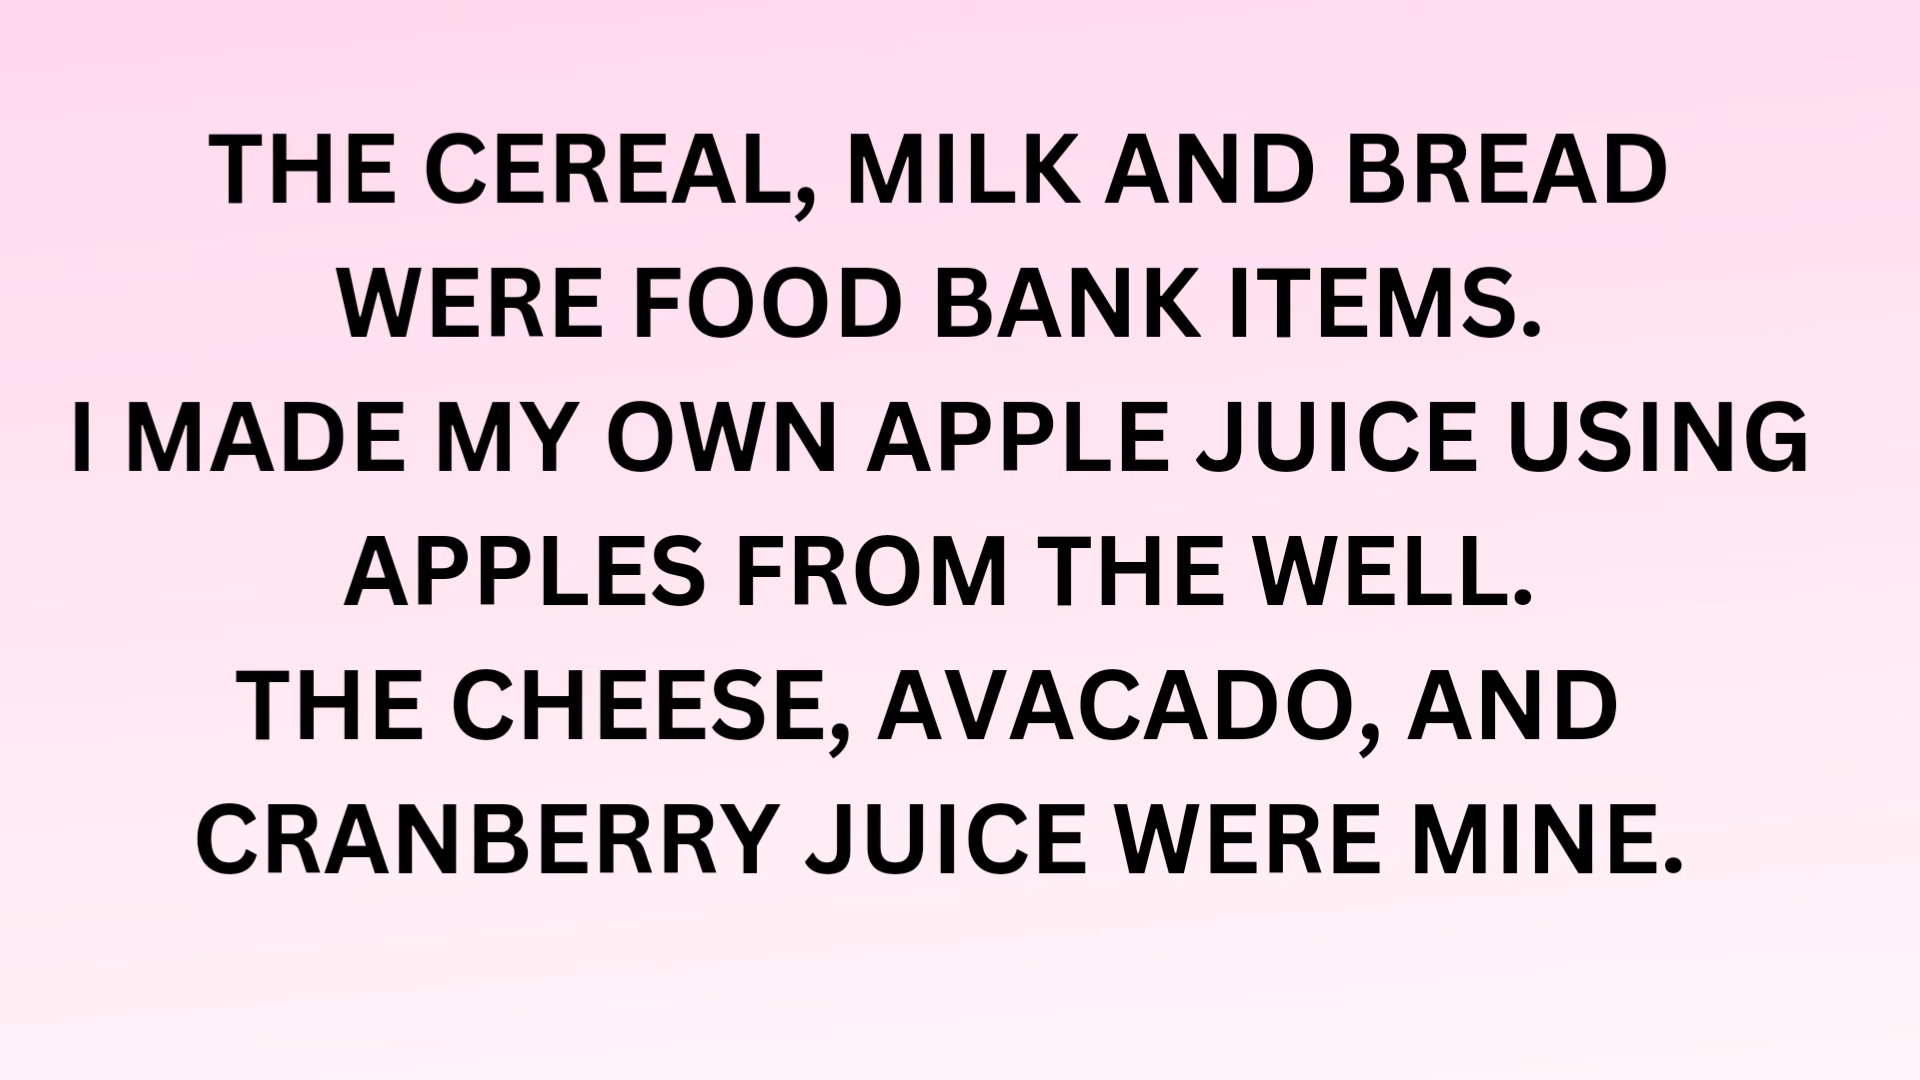 THE CEREAL, MILK AND BREAD
WERE FOOD BANK ITEMS.
I MADE MY OWN APPLE JUICE USING
APPLES FROM THE WELL.
THE CHEESE, AVACADO, AND
CRANBERRY JUICE WERE MINE.